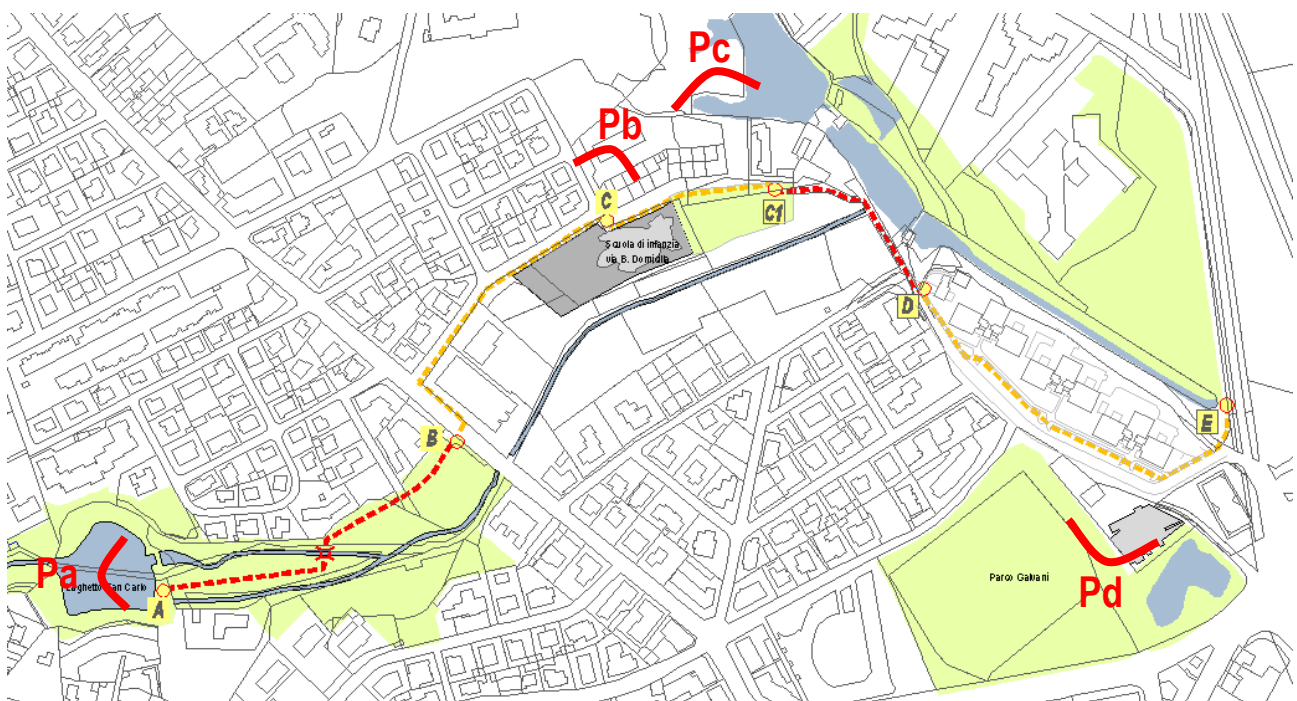 Pc
Pb
C
C1
Scuola di infanzia
via B. Domidia
D
B
E
Pa
Laghetto San Carlo
A
Parco Galvani
Pd